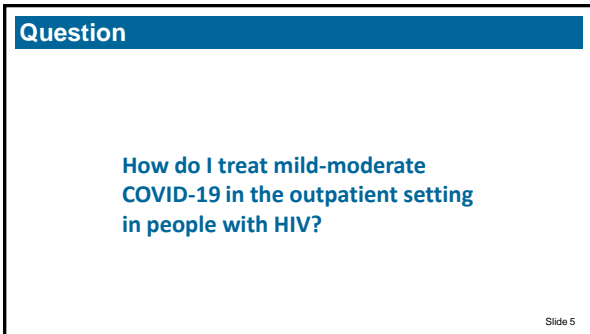 Question
How do I treat mild-moderate
COVID-19 in the outpatient setting
in people with HIV?
Slide 5